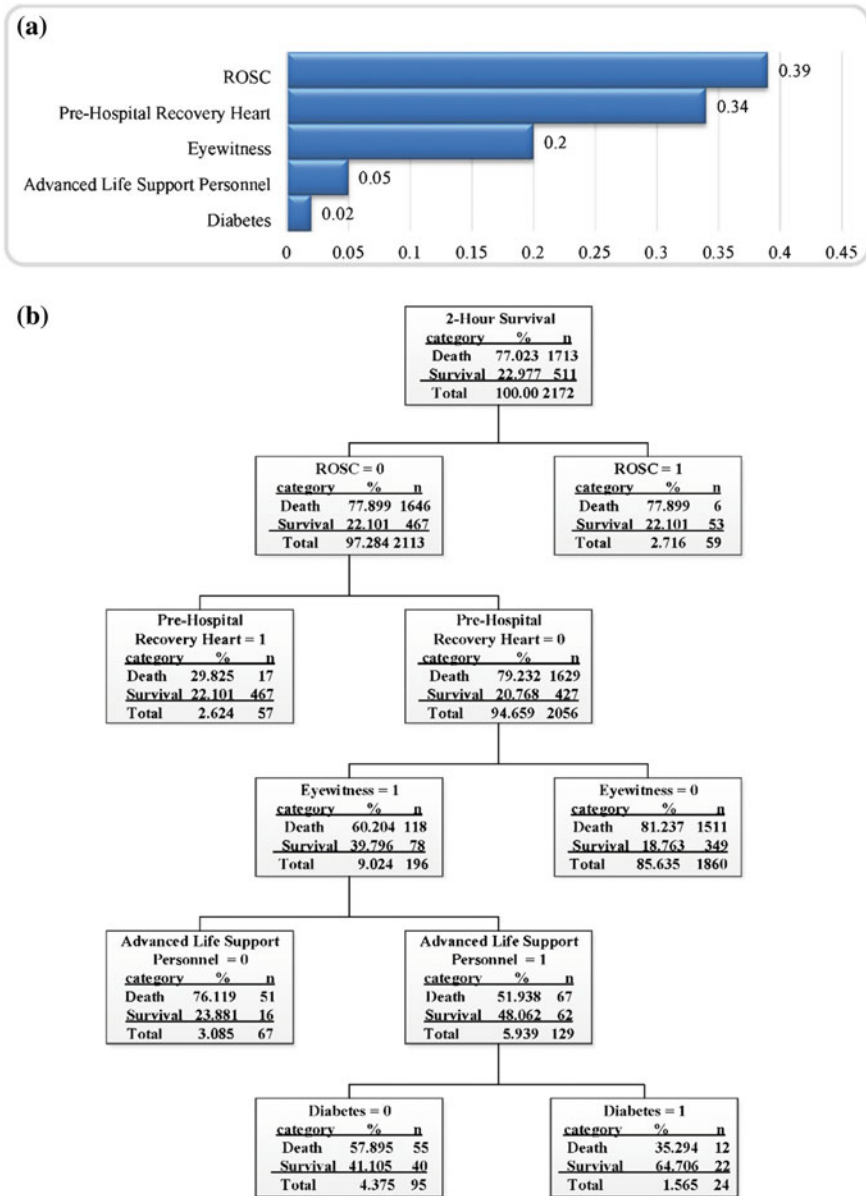 (a)
ROSC 0.39
Pre-Hospital Recovery Heart 0.34
Eyewitness 0.2
Advanced Life Support Personnel 0.05
Diabetes 0.02
0 0.05 0.1 0.15 0.2 0.25 0.3 0.35 0.4 0.45
(b)
2-Hour Survival
category % n
Death 77.023 1713
Survival 22.977 511
Total 100.00 2172
ROSC = 0
category % n
Death 77.899 1646
Survival 22.101 467
Total 97.284 2113
ROSC = 1
category % n
Death 77.899 6
Survival 22.101 53
Total 2.716 59
Pre-Hospital
Recovery Heart = 1
category % n
Death 29.825 17
Survival 22.101 467
Total 2.624 57
Pre-Hospital
Recovery Heart = 0
category % n
Death 79.232 1629
Survival 20.768 427
Total 94.659 2056
Eyewitness = 1
category % n
Death 60.204 118
Survival 39.796 78
Total 9.024 196
Eyewitness = 0
category % n
Death 81.237 1511
Survival 18.763 349
Total 85.635 1860
Advanced Life Support
Personnel = 0
category % n
Death 76.119 51
Survival 23.881 16
Total 3.085 67
Advanced Life Support
Personnel = 1
category % n
Death 51.938 67
Survival 48.062 62
Total 5.939 129
Diabetes = 0
category % n
Death 57.895 55
Survival 41.105 40
Total 4.375 95
Diabetes = 1
category % n
Death 35.294 12
Survival 64.706 22
Total 1.565 24